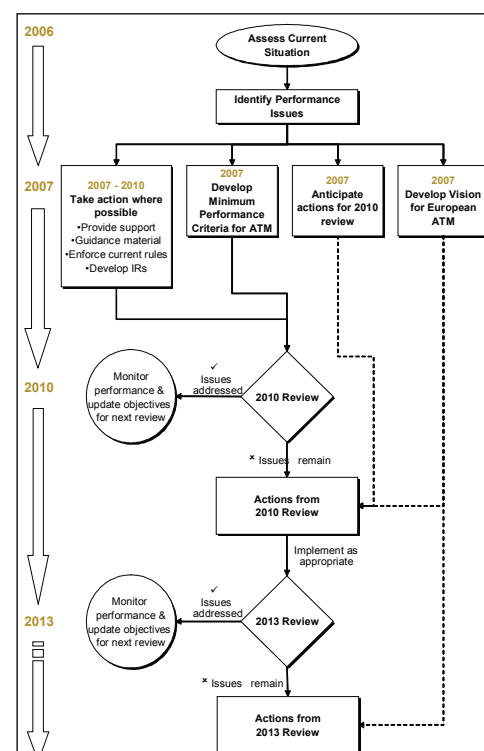 2006
Assess Current
Situation
Identify Performance
Issues
2007
2007 - 2010
Take action where
possible
•Provide support
•Guidance material
•Enforce current rules
•Develop IRs
2007
Develop
Minimum
Performance
Criteria for ATM
2007
Anticipate
actions for 2010
review
2007
Develop Vision
for European
ATM
2010
Monitor
performance &
update objectives
for next review
✓
Issues
addressed
2010 Review
× Issues remain
Actions from
2010 Review
Implement as
appropriate
2013
Monitor
performance &
update objectives
for next review
✓
Issues
addressed
2013 Review
× Issues remain
Actions from
2013 Review